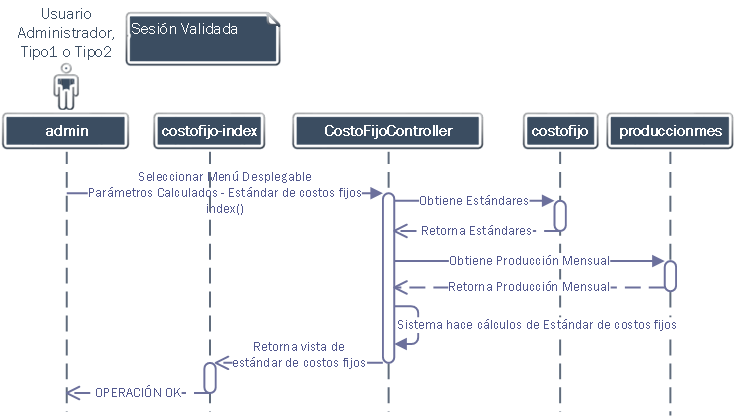 Usuario
Administrador,
Tipo1 o Tipo2
Sesión Validada
admin
costofijo-index
CostoFijoController
costofijo
produccionmes
Seleccionar Menú Desplegable
Parámetros Calculados - Estándar de costos fijos
index()
Obtiene Estándares
Retorna Estándares
Obtiene Producción Mensual
Retorna Producción Mensual
Sistema hace cálculos de Estándar de costos fijos
Retorna vista de
estándar de costos fijos
OPERACIÓN OK